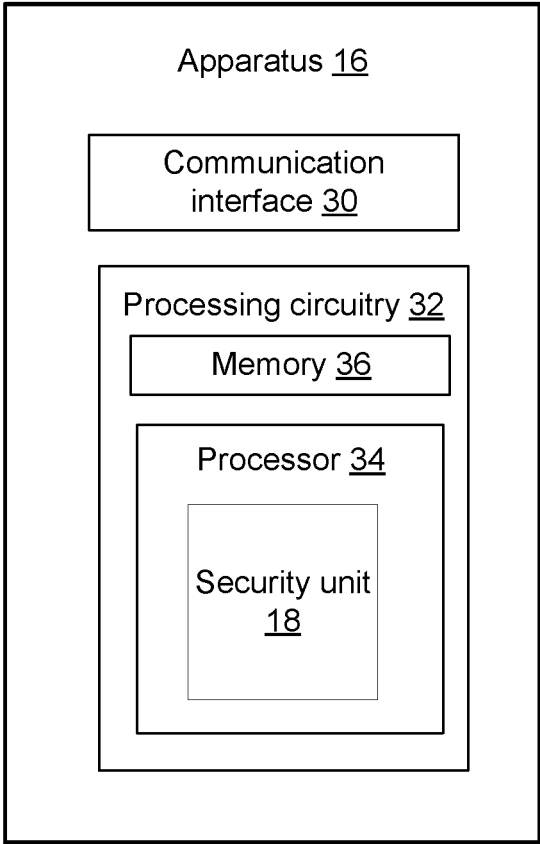 Apparatus 16
Communication
interface 30
Processing circuitry 32
Memory 36
Processor 34
Security unit
18